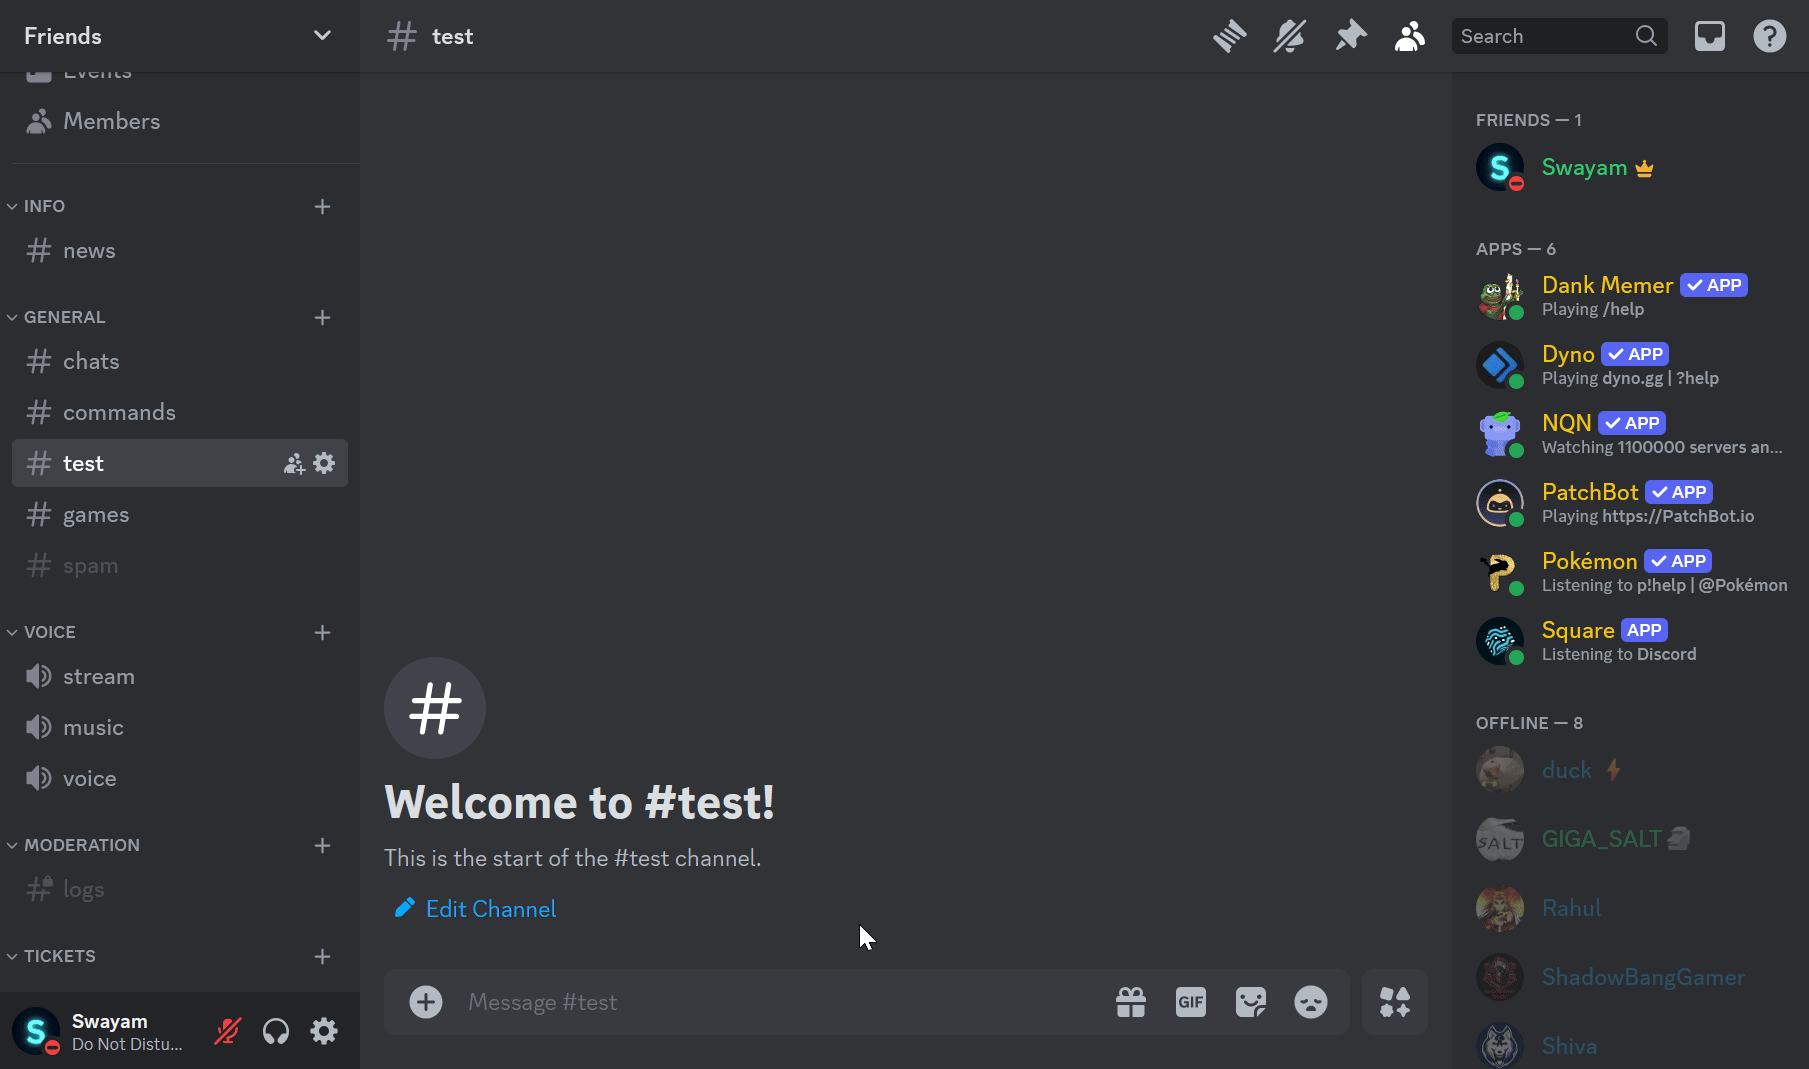 Friends
Events
Members
INFO
news
GENERAL
chats
commands
test
games
spam
VOICE
stream
music
voice
MODERATION
logs
TICKETS
S
Swayam
Do Not Distu...
test
Search
Welcome to #test!
This is the start of the #test channel.
Edit Channel
Message #test
GIF
FRIENDS — 1
S
Swayam
APPS — 6
Dank Memer APP
Playing /help
Dyno APP
Playing dyno.gg | ?help
NQN APP
Watching 1100000 servers an...
PatchBot APP
Playing https://PatchBot.io
Pokémon APP
Listening to p!help | @Pokémon
Square APP
Listening to Discord
OFFLINE — 8
duck
SALT
GIGA_SALT
Rahul
ShadowBangGamer
Shiva